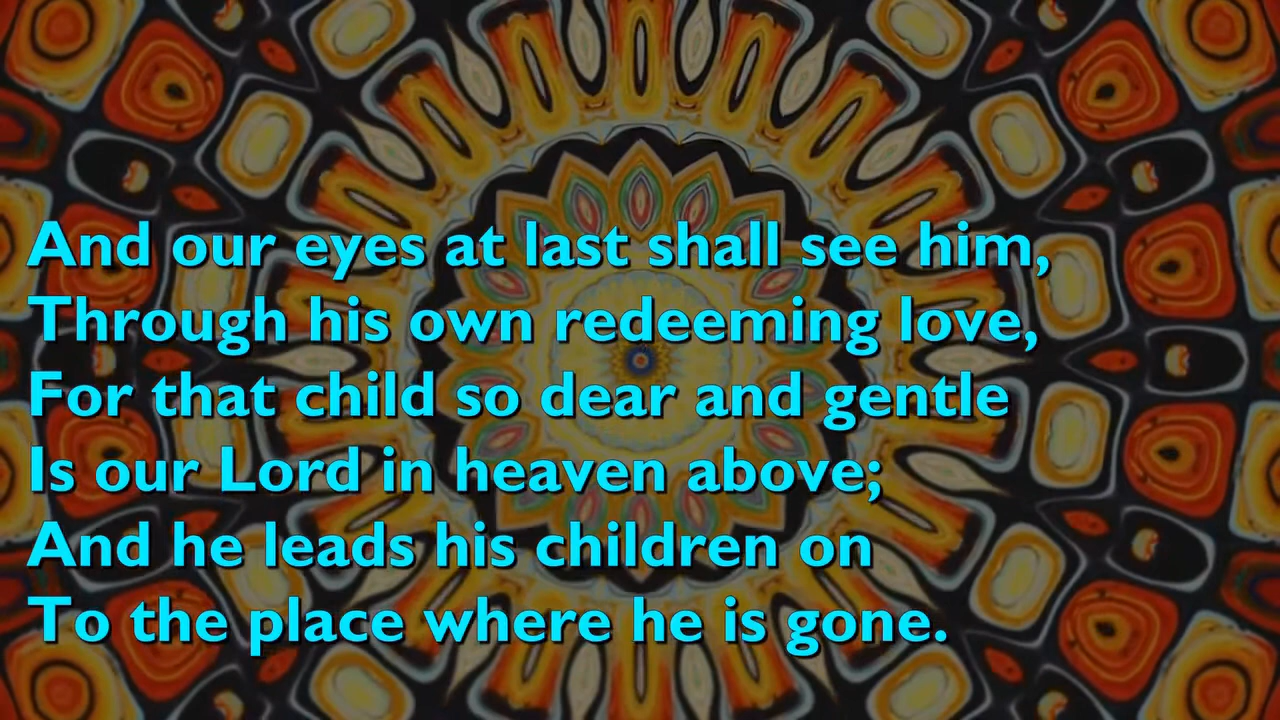 And our eyes at last shall see him,
Through his own redeeming love,
For that child so dear and gentle
Is our Lord in heaven above;
And he leads his children on
To the place where he is gone.